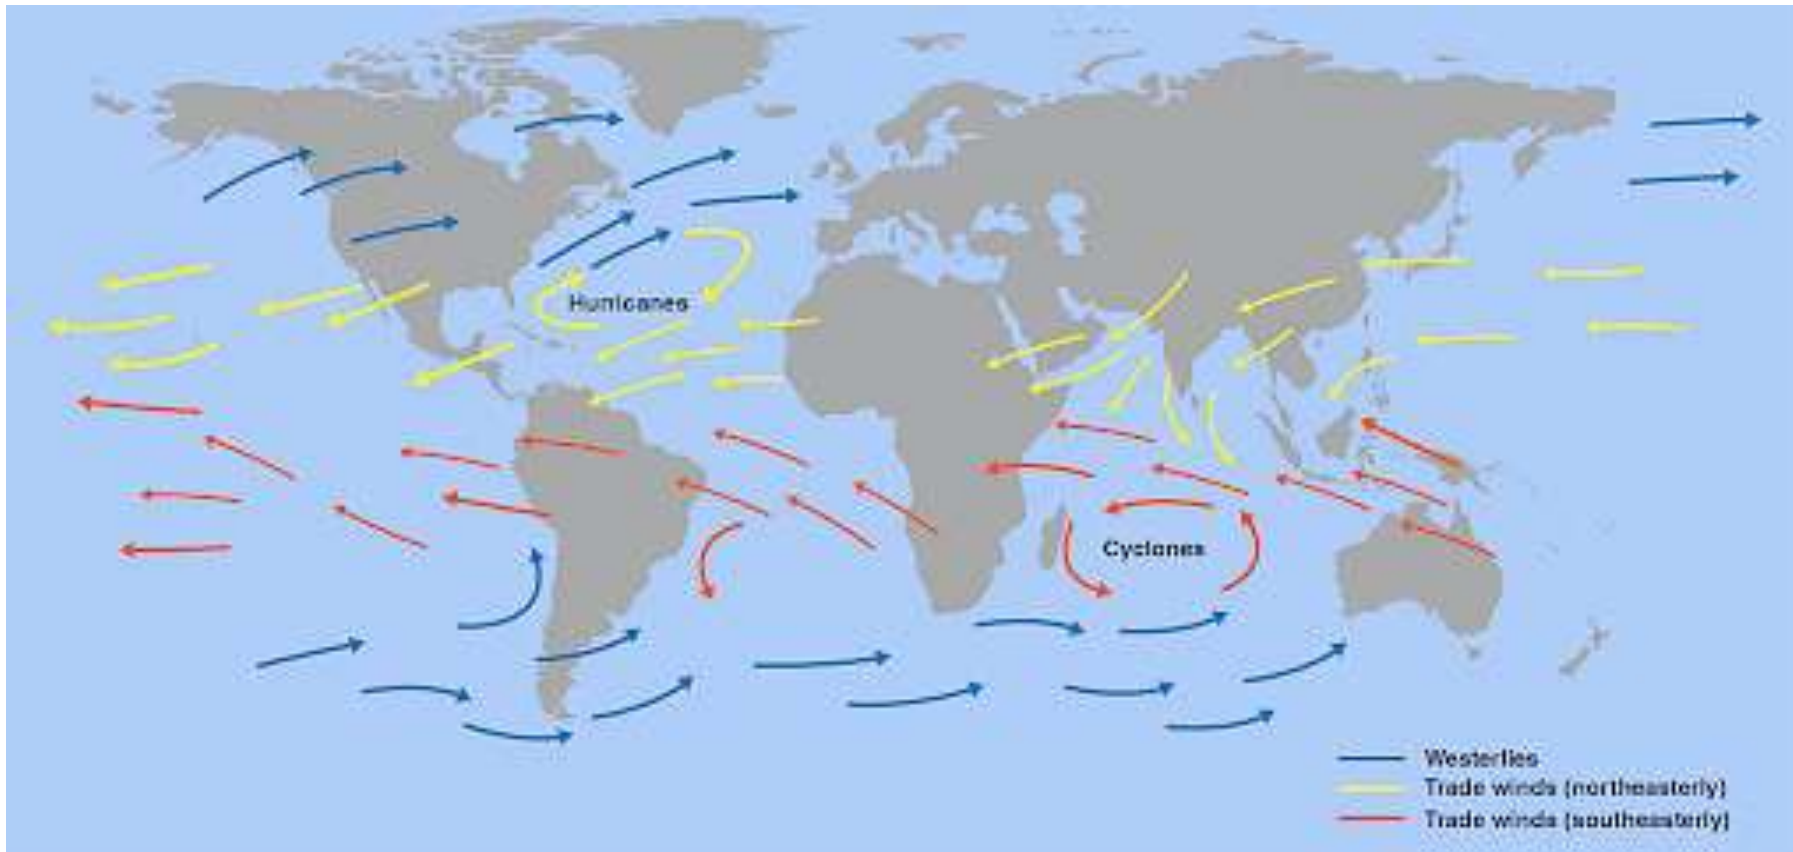 Hurricanes
Cyclones
Westerlies
Trade winds (northeasterly)
Trade winds (southeasterly)